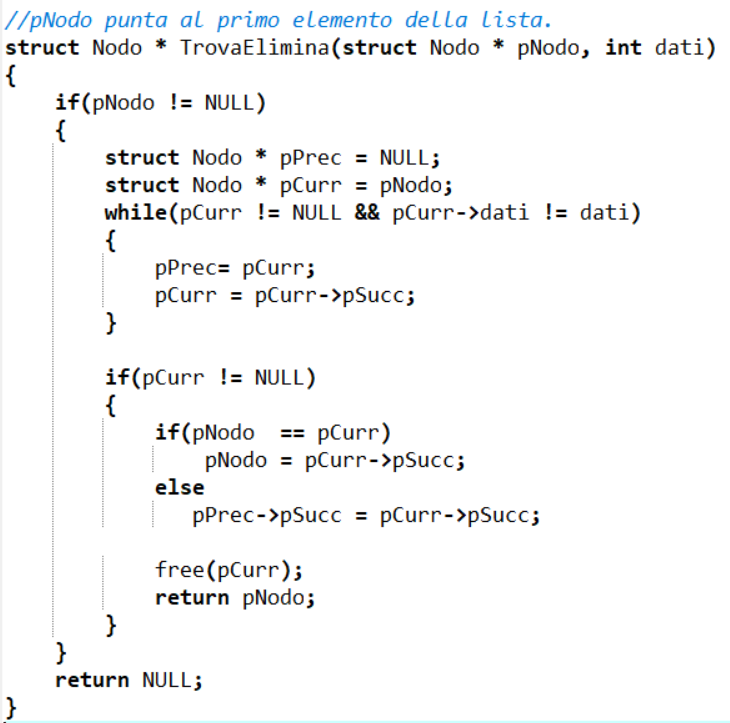 //pNodo punta al primo elemento della lista.
struct Nodo * TrovaElimina(struct Nodo * pNodo, int dati)
{
    if(pNodo != NULL)
    {
        struct Nodo * pPrec = NULL;
        struct Nodo * pCurr = pNodo;
        while(pCurr != NULL && pCurr->dati != dati)
        {
            pPrec= pCurr;
            pCurr = pCurr->pSucc;
        }

        if(pCurr != NULL)
        {
            if(pNodo  == pCurr)
                pNodo = pCurr->pSucc;
            else
               pPrec->pSucc = pCurr->pSucc;

            free(pCurr);
            return pNodo;
        }
    }
    return NULL;
}